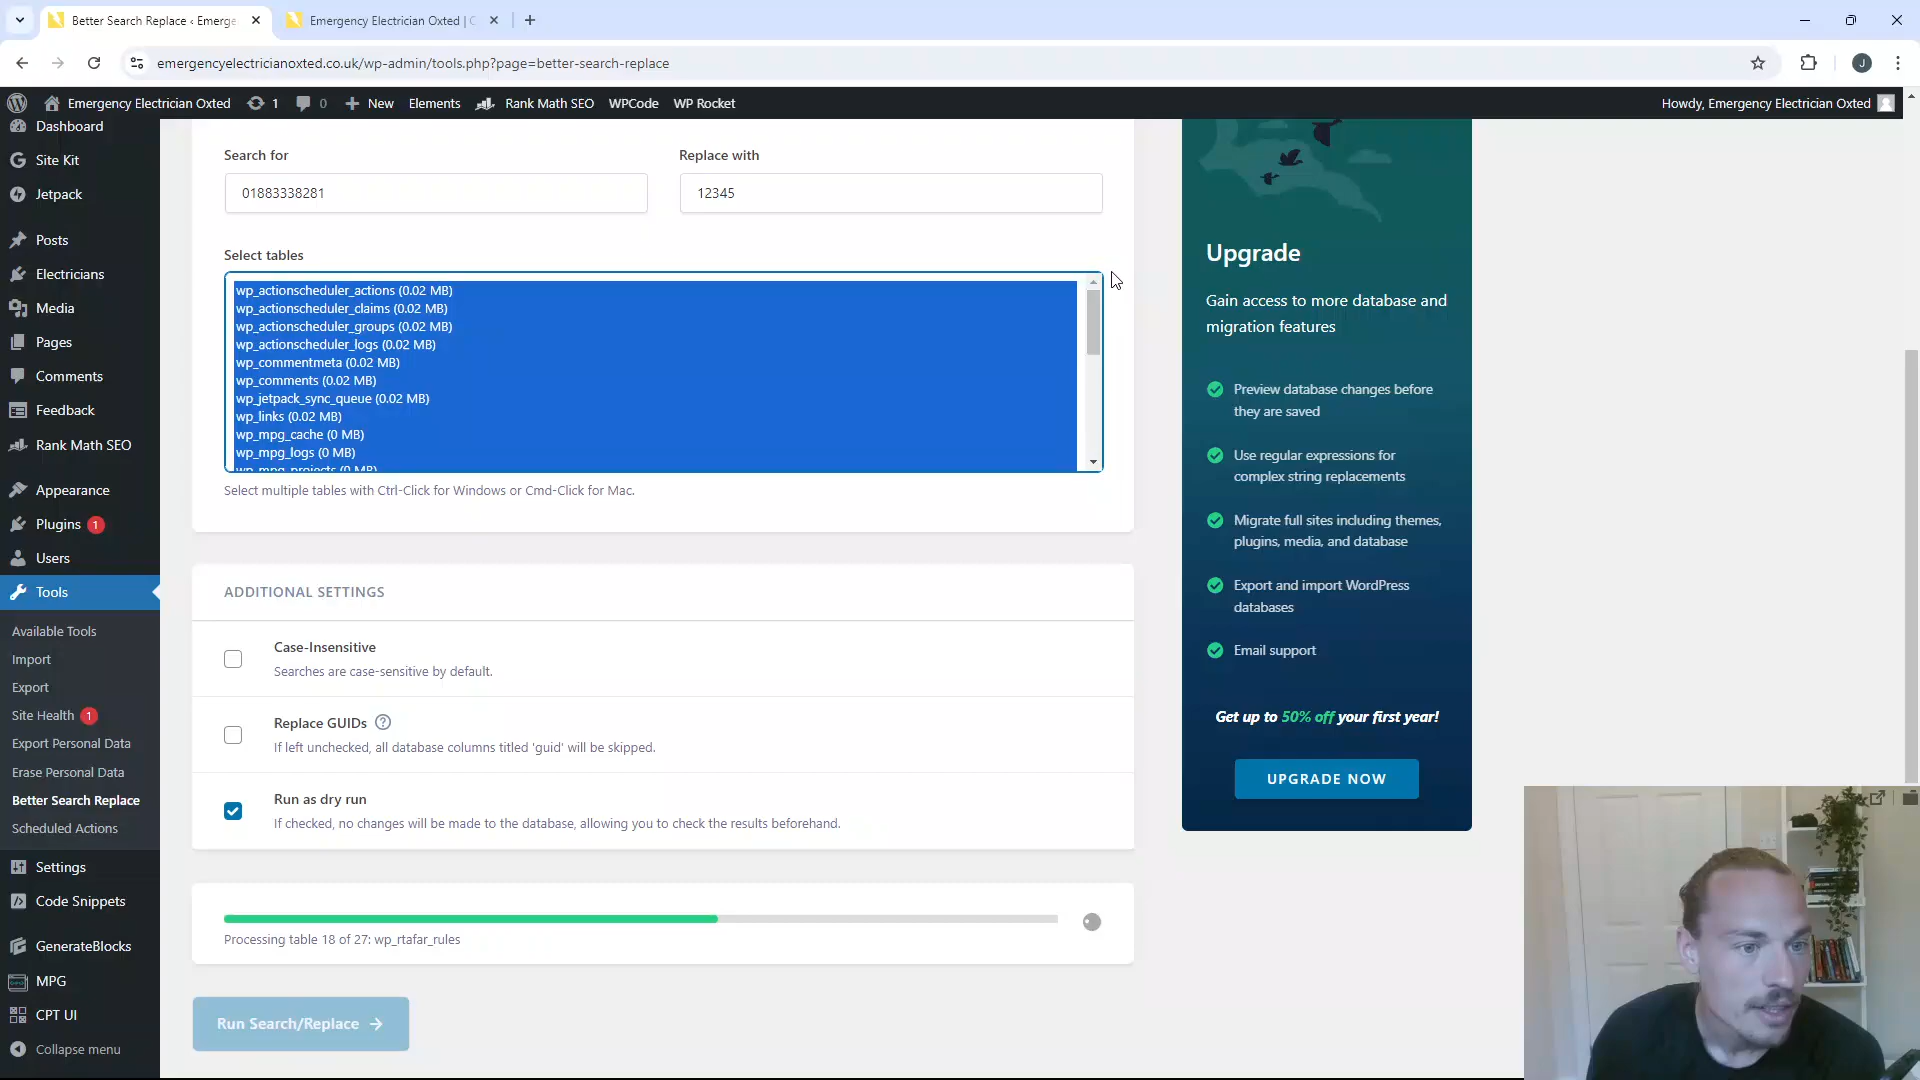 Better Search Replace ‹ Emerge
Emergency Electrician Oxted | C
emergencyelectricianoxted.co.uk/wp-admin/tools.php?page=better-search-replace
J
Emergency Electrician Oxted
1
0
New
Elements
Rank Math SEO
WPCode
WP Rocket
Howdy, Emergency Electrician Oxted
Dashboard
Site Kit
Jetpack
Posts
Electricians
Media
Pages
Comments
Feedback
Rank Math SEO
Appearance
Plugins 1
Users
Tools
Available Tools
Import
Export
Site Health 1
Export Personal Data
Erase Personal Data
Better Search Replace
Scheduled Actions
Settings
Code Snippets
GenerateBlocks
MPG
CPT UI
Collapse menu
Search for
Replace with
01883338281
12345
Select tables
wp_actionscheduler_actions (0.02 MB)
wp_actionscheduler_claims (0.02 MB)
wp_actionscheduler_groups (0.02 MB)
wp_actionscheduler_logs (0.02 MB)
wp_commentmeta (0.02 MB)
wp_comments (0.02 MB)
wp_jetpack_sync_queue (0.02 MB)
wp_links (0.02 MB)
wp_mpg_cache (0 MB)
wp_mpg_logs (0 MB)
wp_mpg_projects (0 MB)
Select multiple tables with Ctrl-Click for Windows or Cmd-Click for Mac.
ADDITIONAL SETTINGS
Case-Insensitive
Searches are case-sensitive by default.
Replace GUIDs ?
If left unchecked, all database columns titled 'guid' will be skipped.
Run as dry run
If checked, no changes will be made to the database, allowing you to check the results beforehand.
Processing table 18 of 27: wp_rtafar_rules
Run Search/Replace
Upgrade
Gain access to more database and
migration features
Preview database changes before
they are saved
Use regular expressions for
complex string replacements
Migrate full sites including themes,
plugins, media, and database
Export and import WordPress
databases
Email support
Get up to 50% off your first year!
UPGRADE NOW